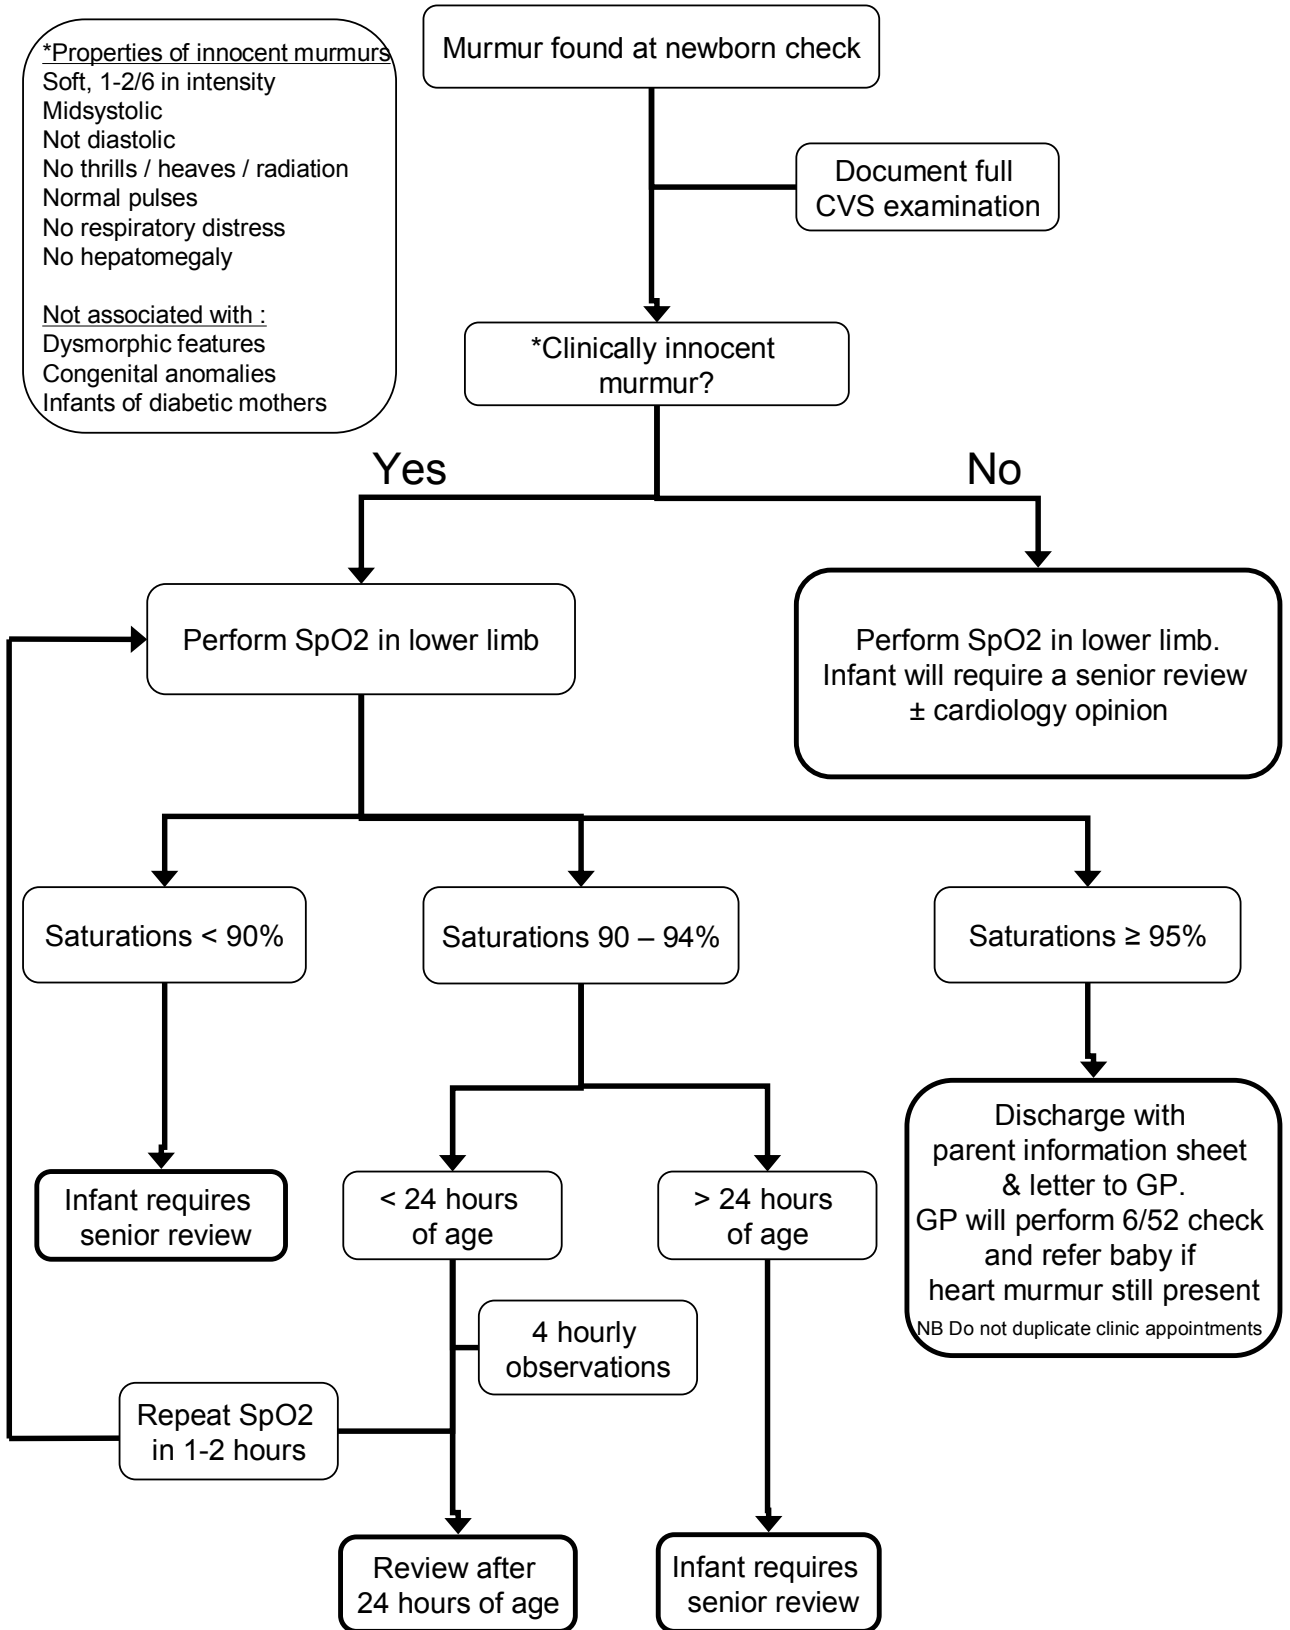 *Properties of innocent murmurs
Soft, 1-2/6 in intensity
Midsystolic
Not diastolic
No thrills / heaves / radiation
Normal pulses
No respiratory distress
No hepatomegaly
Not associated with :
Dysmorphic features
Congenital anomalies
Infants of diabetic mothers
Murmur found at newborn check
Document full
CVS examination
*Clinically innocent
murmur?
Yes
No
Perform SpO2 in lower limb
Perform SpO2 in lower limb.
Infant will require a senior review
± cardiology opinion
Saturations < 90%
Saturations 90 – 94%
Saturations ≥ 95%
Infant requires
senior review
< 24 hours
of age
> 24 hours
of age
Discharge with
parent information sheet
& letter to GP.
GP will perform 6/52 check
and refer baby if
heart murmur still present
NB Do not duplicate clinic appointments
4 hourly
observations
Repeat SpO2
in 1-2 hours
Review after
24 hours of age
Infant requires
senior review